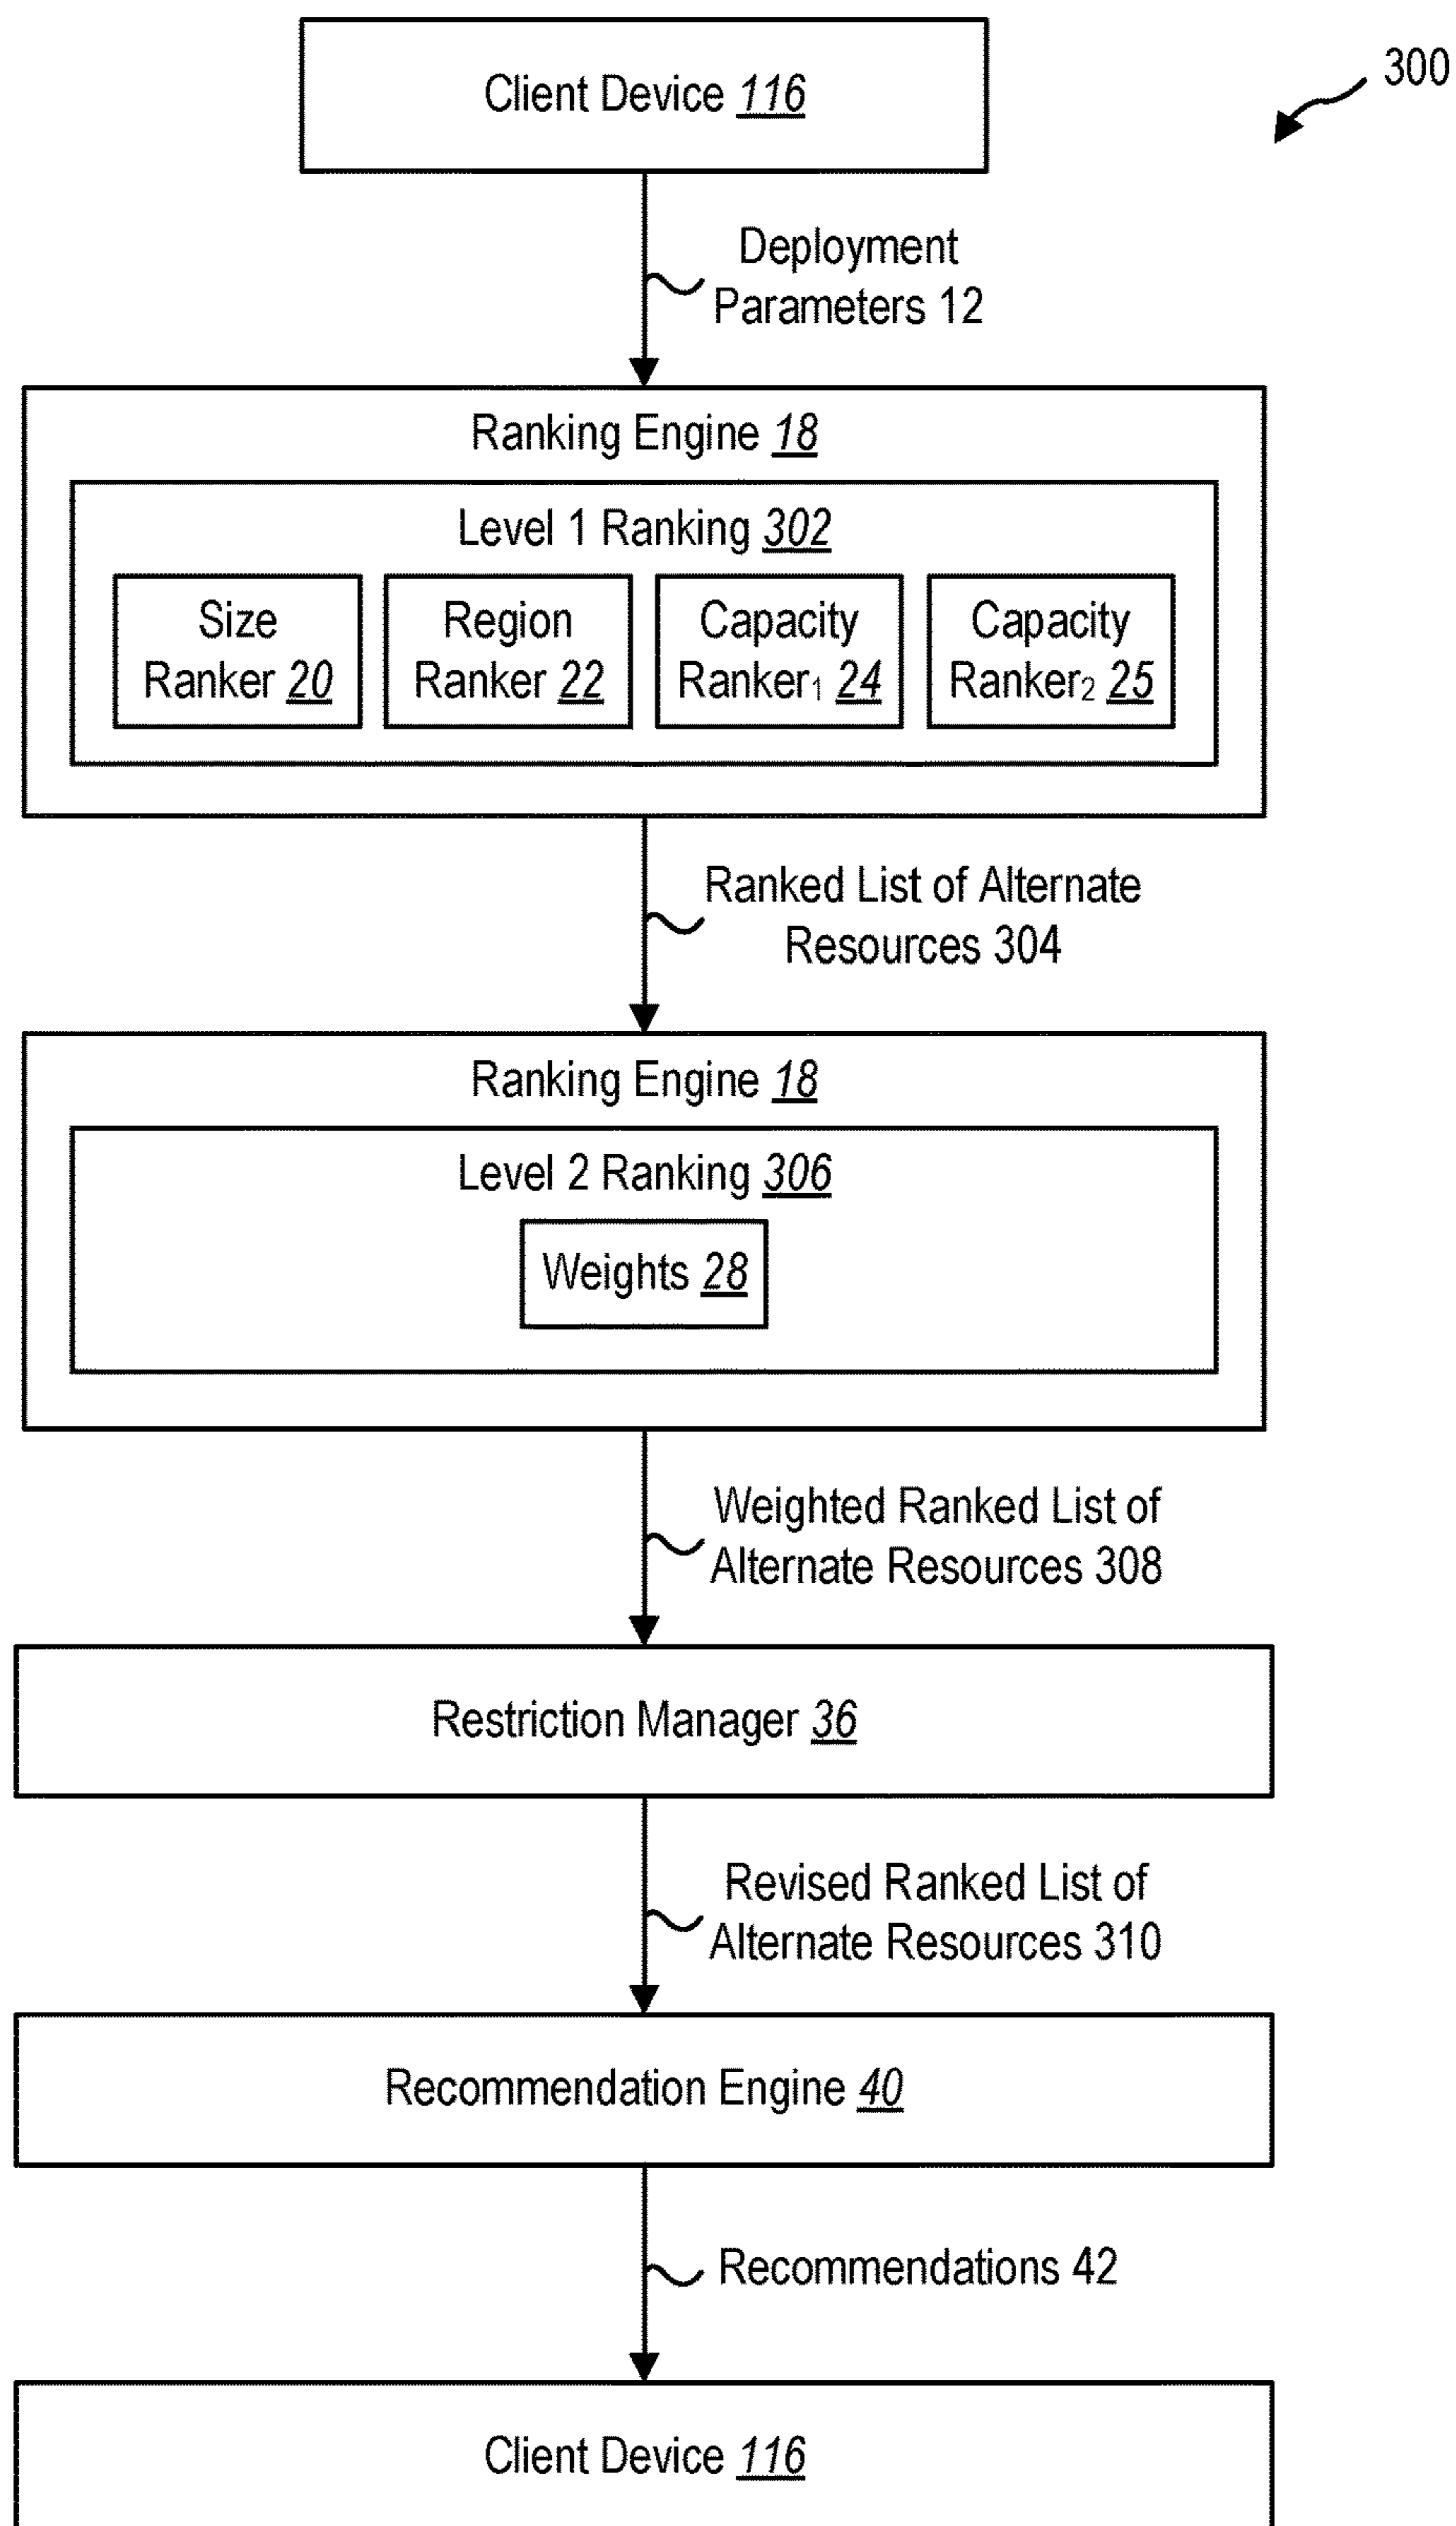 Client Device 116
300
Deployment
Parameters 12
Ranking Engine 18
Level 1 Ranking 302
Size
Ranker 20
Region
Ranker 22
Capacity
Ranker₁ 24
Capacity
Ranker₂ 25
Ranked List of Alternate
Resources 304
Ranking Engine 18
Level 2 Ranking 306
Weights 28
Weighted Ranked List of
Alternate Resources 308
Restriction Manager 36
Revised Ranked List of
Alternate Resources 310
Recommendation Engine 40
Recommendations 42
Client Device 116